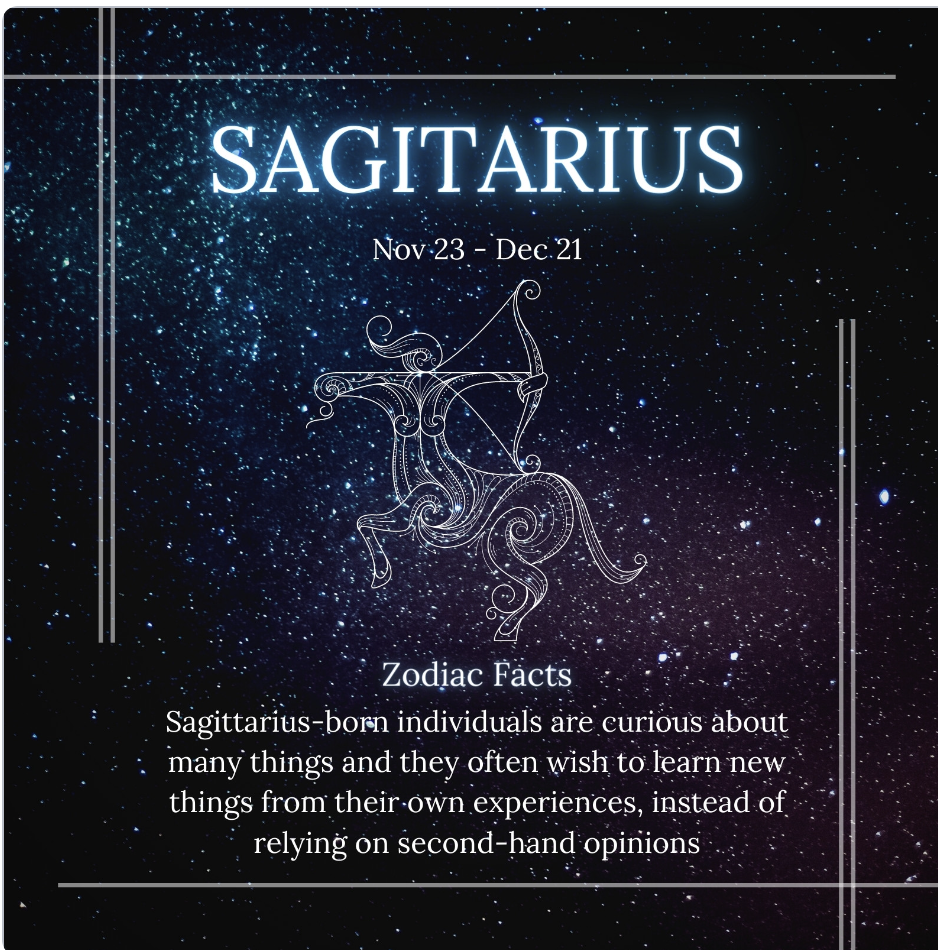 SAGITARIUS
Nov 23 - Dec 21
Zodiac Facts
Sagittarius-born individuals are curious about
many things and they often wish to learn new
things from their own experiences, instead of
relying on second-hand opinions